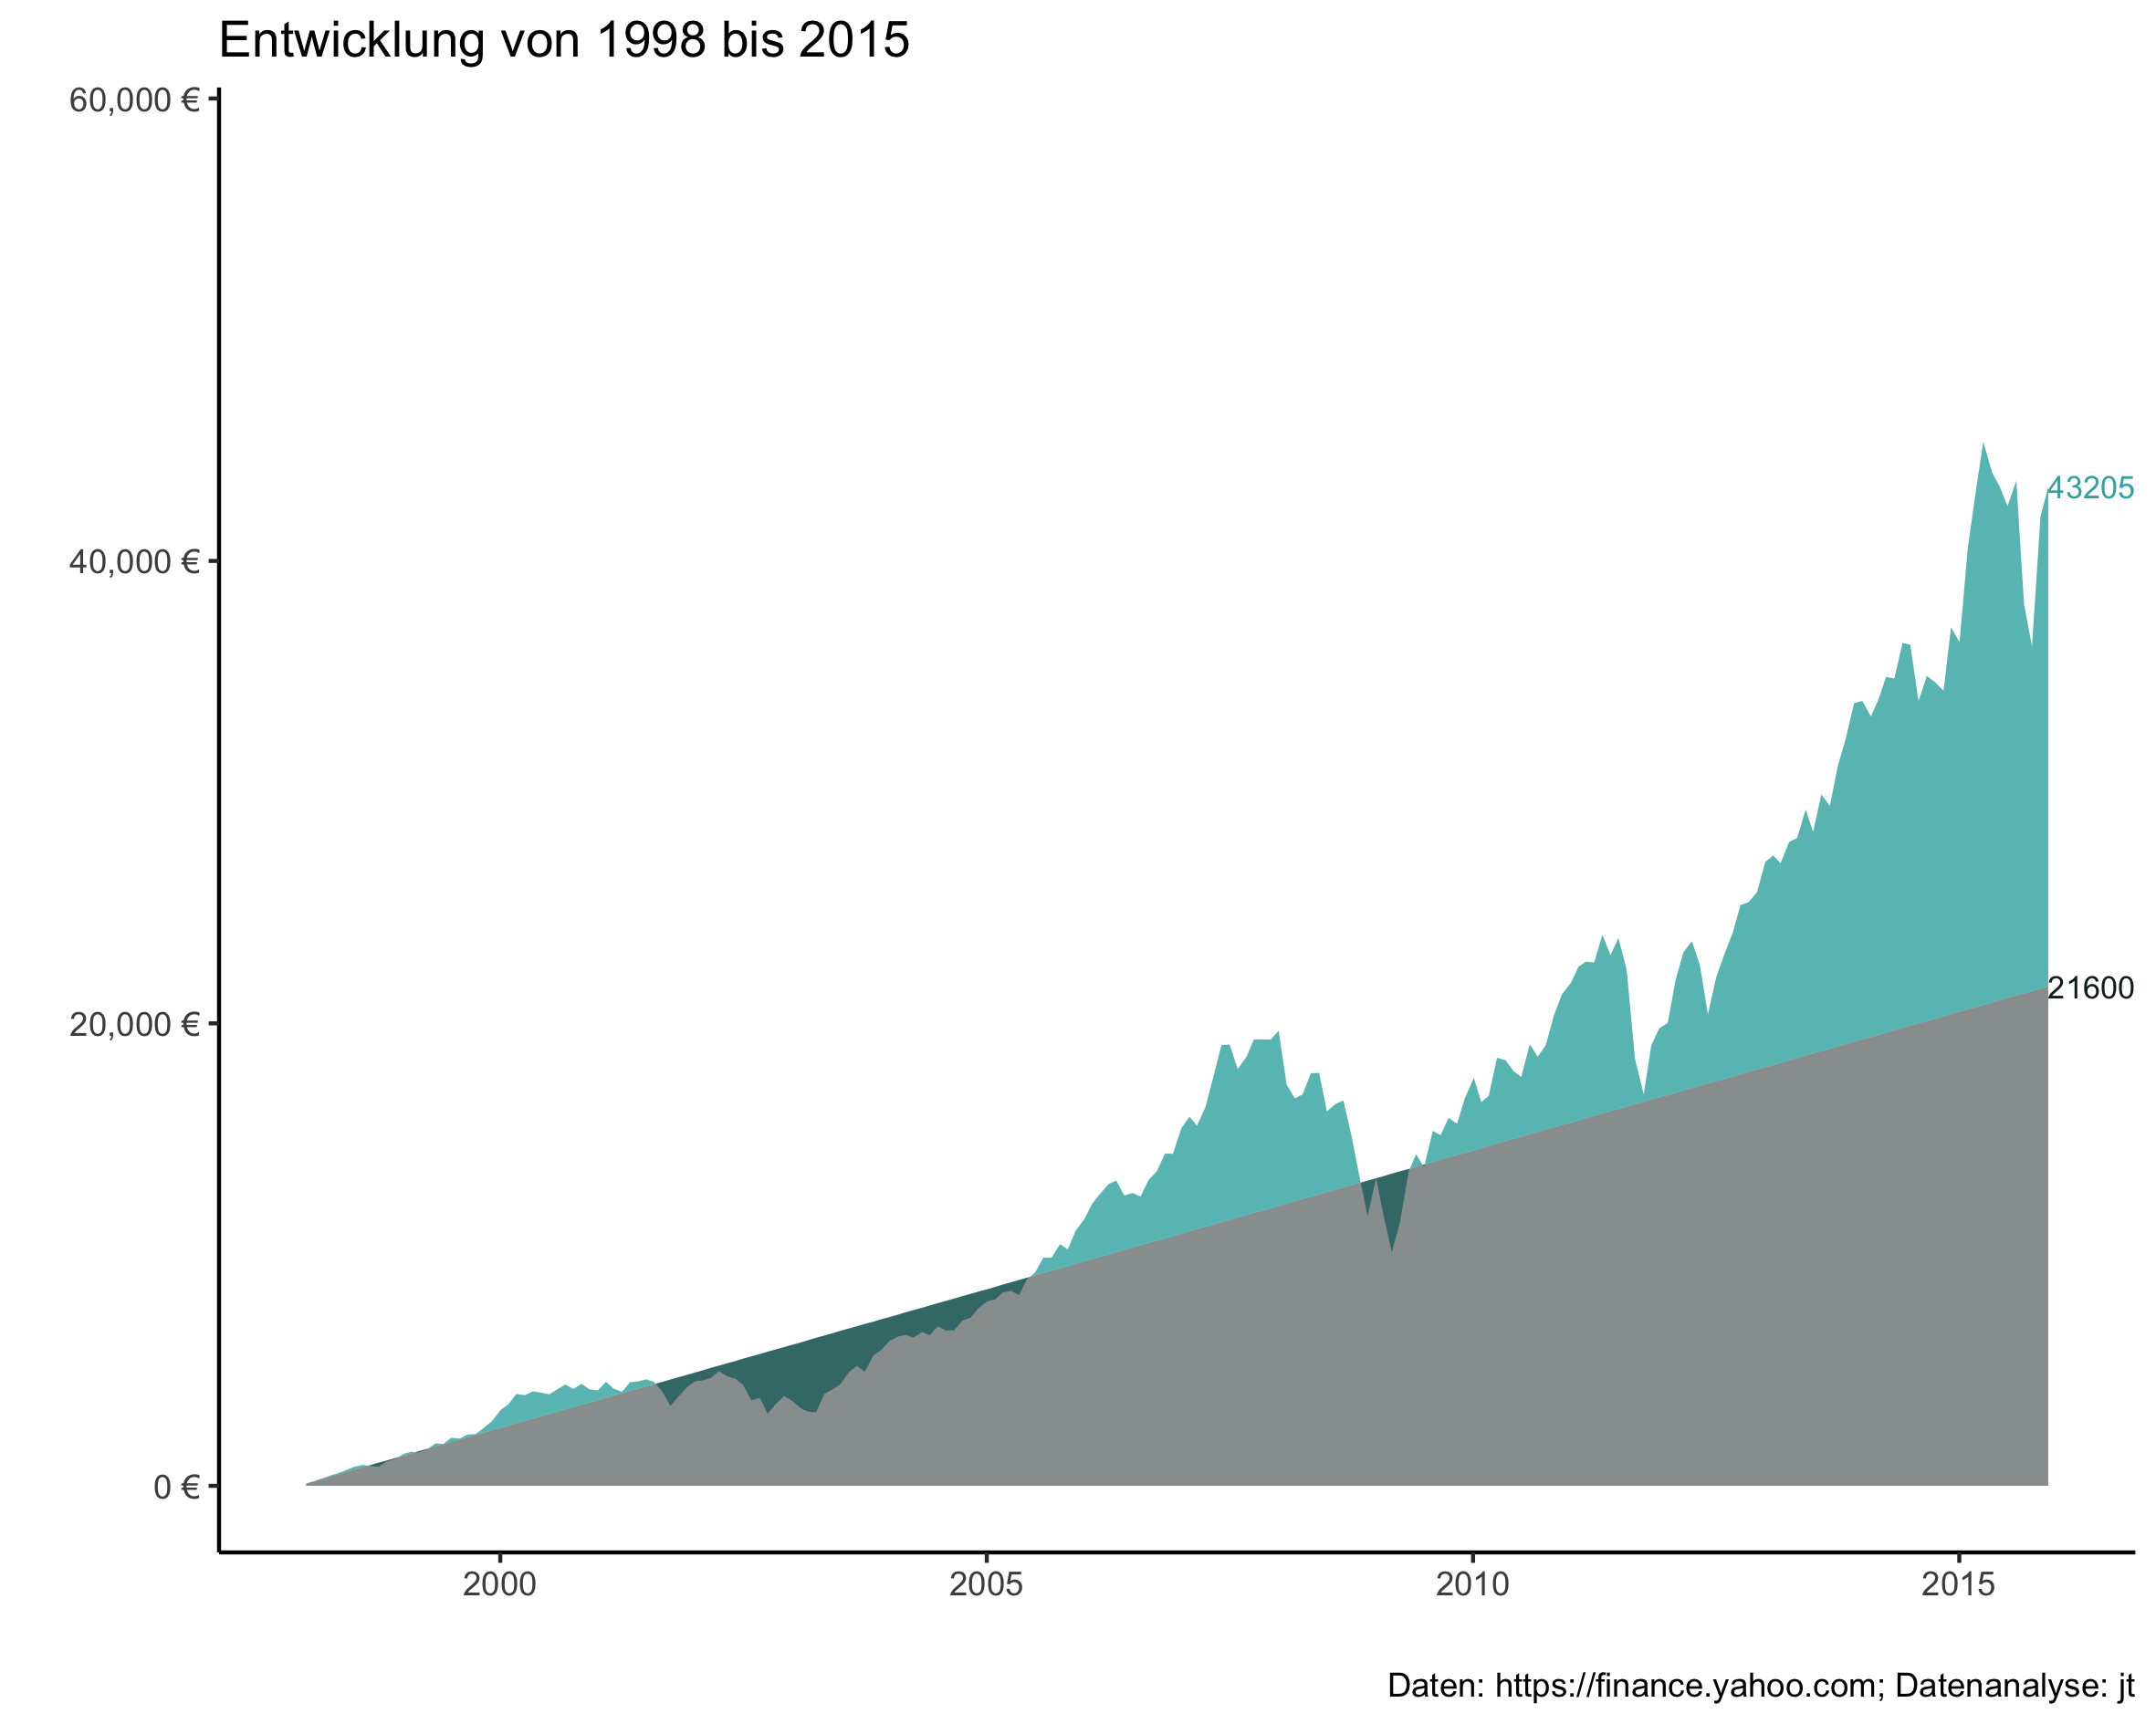 Entwicklung von 1998 bis 2015
60,000 €
40,000 €
20,000 €
0 €
43205
21600
2000 2005 2010 2015
Daten: https://finance.yahoo.com; Datenanalyse: jt